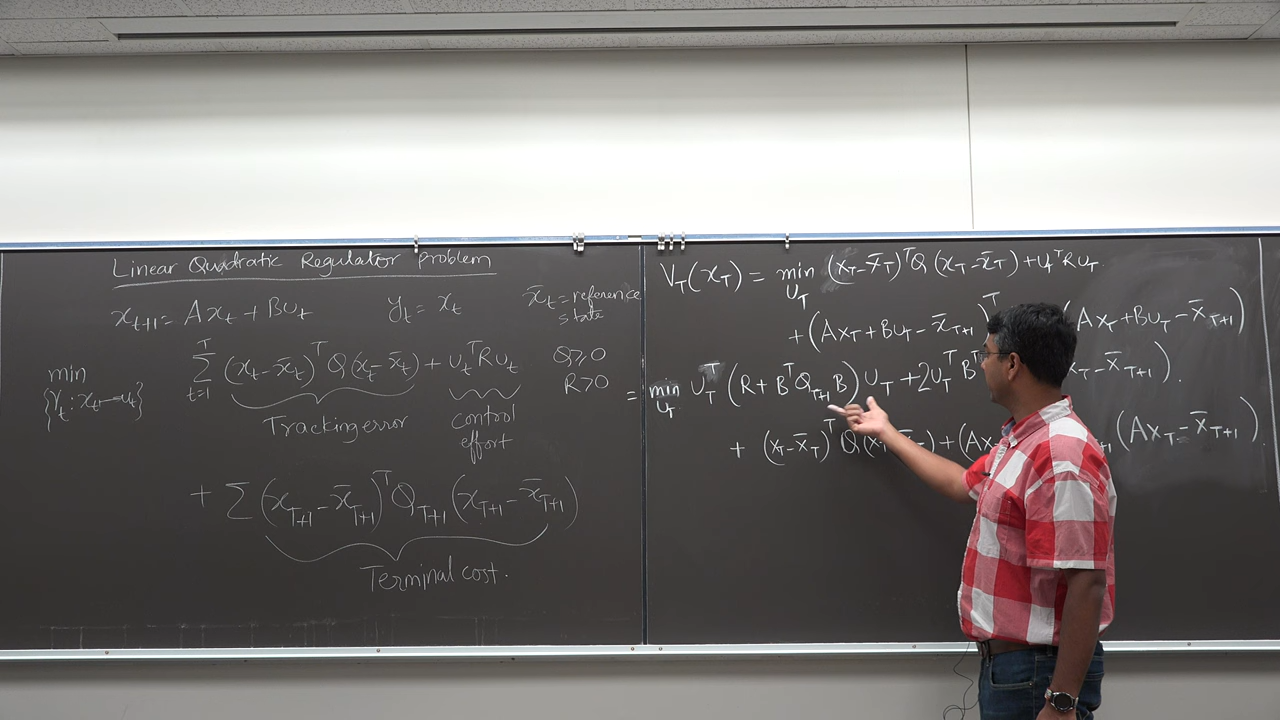 Linear Quadratic Regulator Problem
x_{t+1} = Ax_t + Bu_t    y_t = x_t    x̄_t = reference state
min {γ_t : x_t → u_t}  Σ_{t=1}^{T} (x_t - x̄_t)^T Q (x_t - x̄_t) + u_t^T R u_t    Q ≥ 0
R > 0
Tracking error    control effort
+ Σ (x_{T+1} - x̄_{T+1})^T Q_{T+1} (x_{T+1} - x̄_{T+1})
Terminal cost.
V_T(x_T) = min_{U_T} (x_T - x̄_T)^T Q (x_T - x̄_T) + u_T^T R u_T.
+ (Ax_T + Bu_T - x̄_{T+1})^T (Ax_T + Bu_T - x̄_{T+1})
= min_{U_T} U_T^T (R + B^T Q_{T+1} B) U_T + 2U_T^T B^T x_T - x̄_{T+1}).
+ (x_T - x̄_T)^T Q (x_T - x̄_T) + (Ax (Ax_T - x̄_{T+1}).